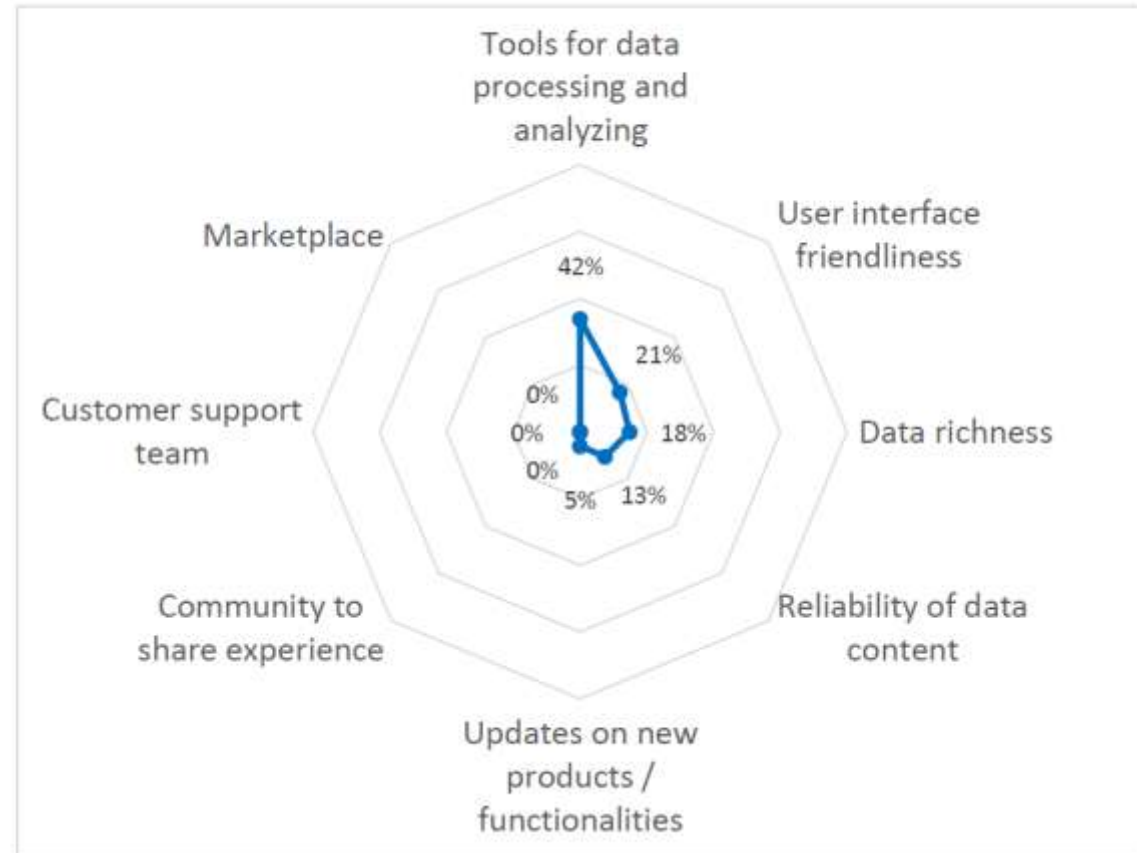 Tools for data
processing and
analyzing
User interface
friendliness
Marketplace
42%
21%
0%
Customer support
team
0%
18%
Data richness
0%
5%
13%
Community to
share experience
Reliability of data
content
Updates on new
products /
functionalities